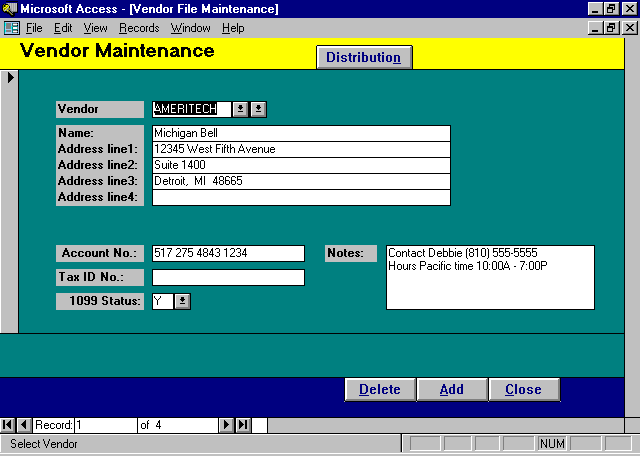 Microsoft Access - [Vendor File Maintenance]
File Edit View Records Window Help
Vendor Maintenance
Distribution
Vendor AMERITECH
Name: Michigan Bell
Address line1: 12345 West Fifth Avenue
Address line2: Suite 1400
Address line3: Detroit, MI 48665
Address line4:
Account No.: 517 275 4843 1234 Notes: Contact Debbie (810) 555-5555
Hours Pacific time 10:00A - 7:00P
Tax ID No.:
1099 Status: Y
Delete Add Close
Record: 1 of 4
Select Vendor NUM